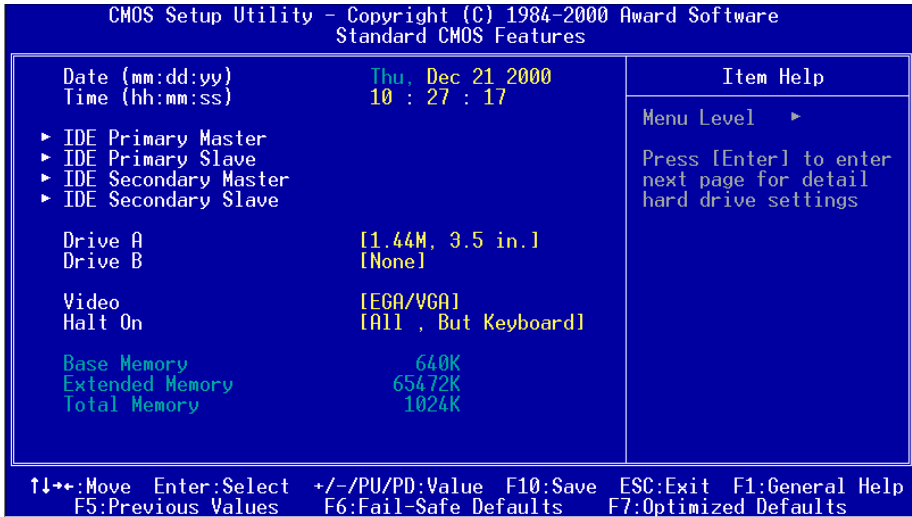 CMOS Setup Utility - Copyright (C) 1984-2000 Award Software
Standard CMOS Features
Date (mm:dd:yy) Thu, Dec 21 2000
Time (hh:mm:ss) 10 : 27 : 17
► IDE Primary Master
► IDE Primary Slave
► IDE Secondary Master
► IDE Secondary Slave
Drive A [1.44M, 3.5 in.]
Drive B [None]
Video [EGA/VGA]
Halt On [All , But Keyboard]
Base Memory 640K
Extended Memory 65472K
Total Memory 1024K
Item Help
Menu Level ►
Press [Enter] to enter
next page for detail
hard drive settings
↑↓→←:Move Enter:Select +/-/PU/PD:Value F10:Save ESC:Exit F1:General Help
F5:Previous Values F6:Fail-Safe Defaults F7:Optimized Defaults